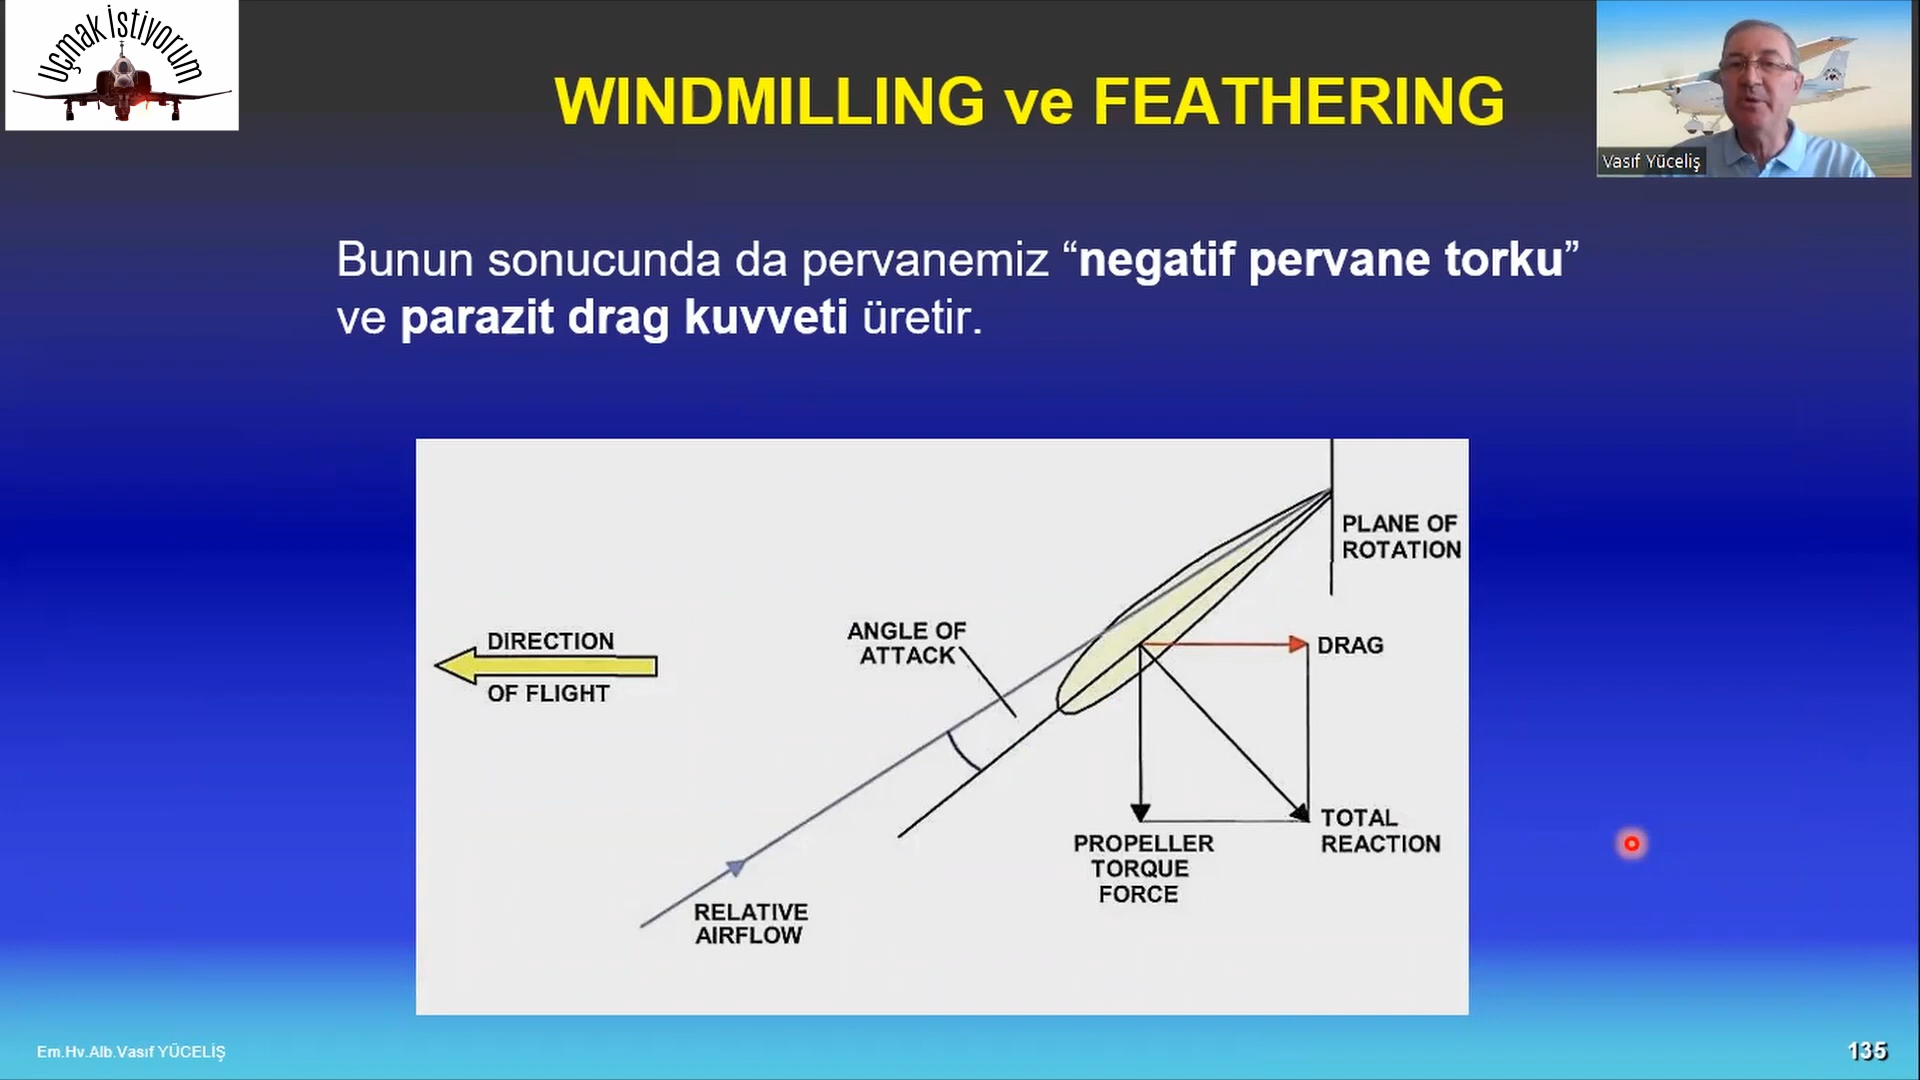 Uçmak İstiyorum
WINDMILLING ve FEATHERING
Vasıf Yüceliş
Bunun sonucunda da pervanemiz “negatif pervane torku”
ve parazit drag kuvveti üretir.
PLANE OF
ROTATION
ANGLE OF
ATTACK
DIRECTION
OF FLIGHT
DRAG
TOTAL
REACTION
PROPELLER
TORQUE
FORCE
RELATIVE
AIRFLOW
Em.Hv.Alb.Vasıf YÜCELİŞ
135